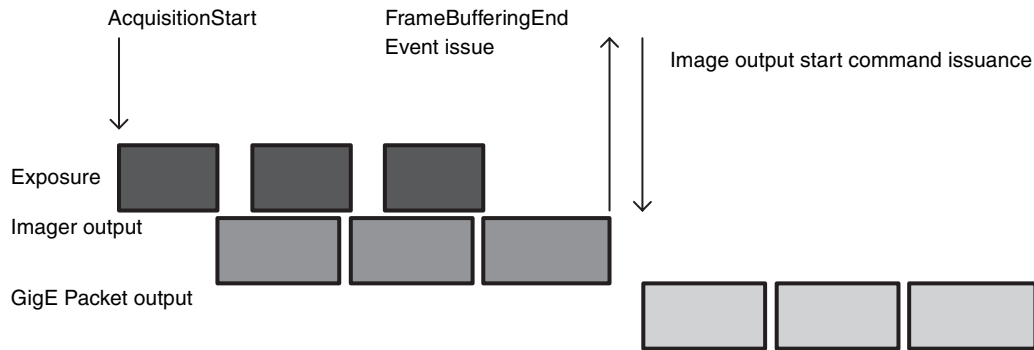 AcquisitionStart
FrameBufferingEnd
Event issue
Image output start command issuance
Exposure
Imager output
GigE Packet output